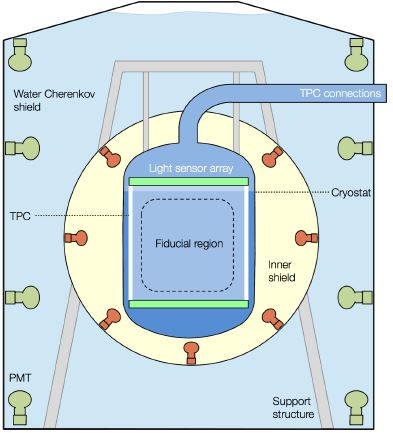 Water Cherenkov
shield
TPC connections
Light sensor array
Cryostat
TPC
Fiducial region
Inner
shield
PMT
Support
structure